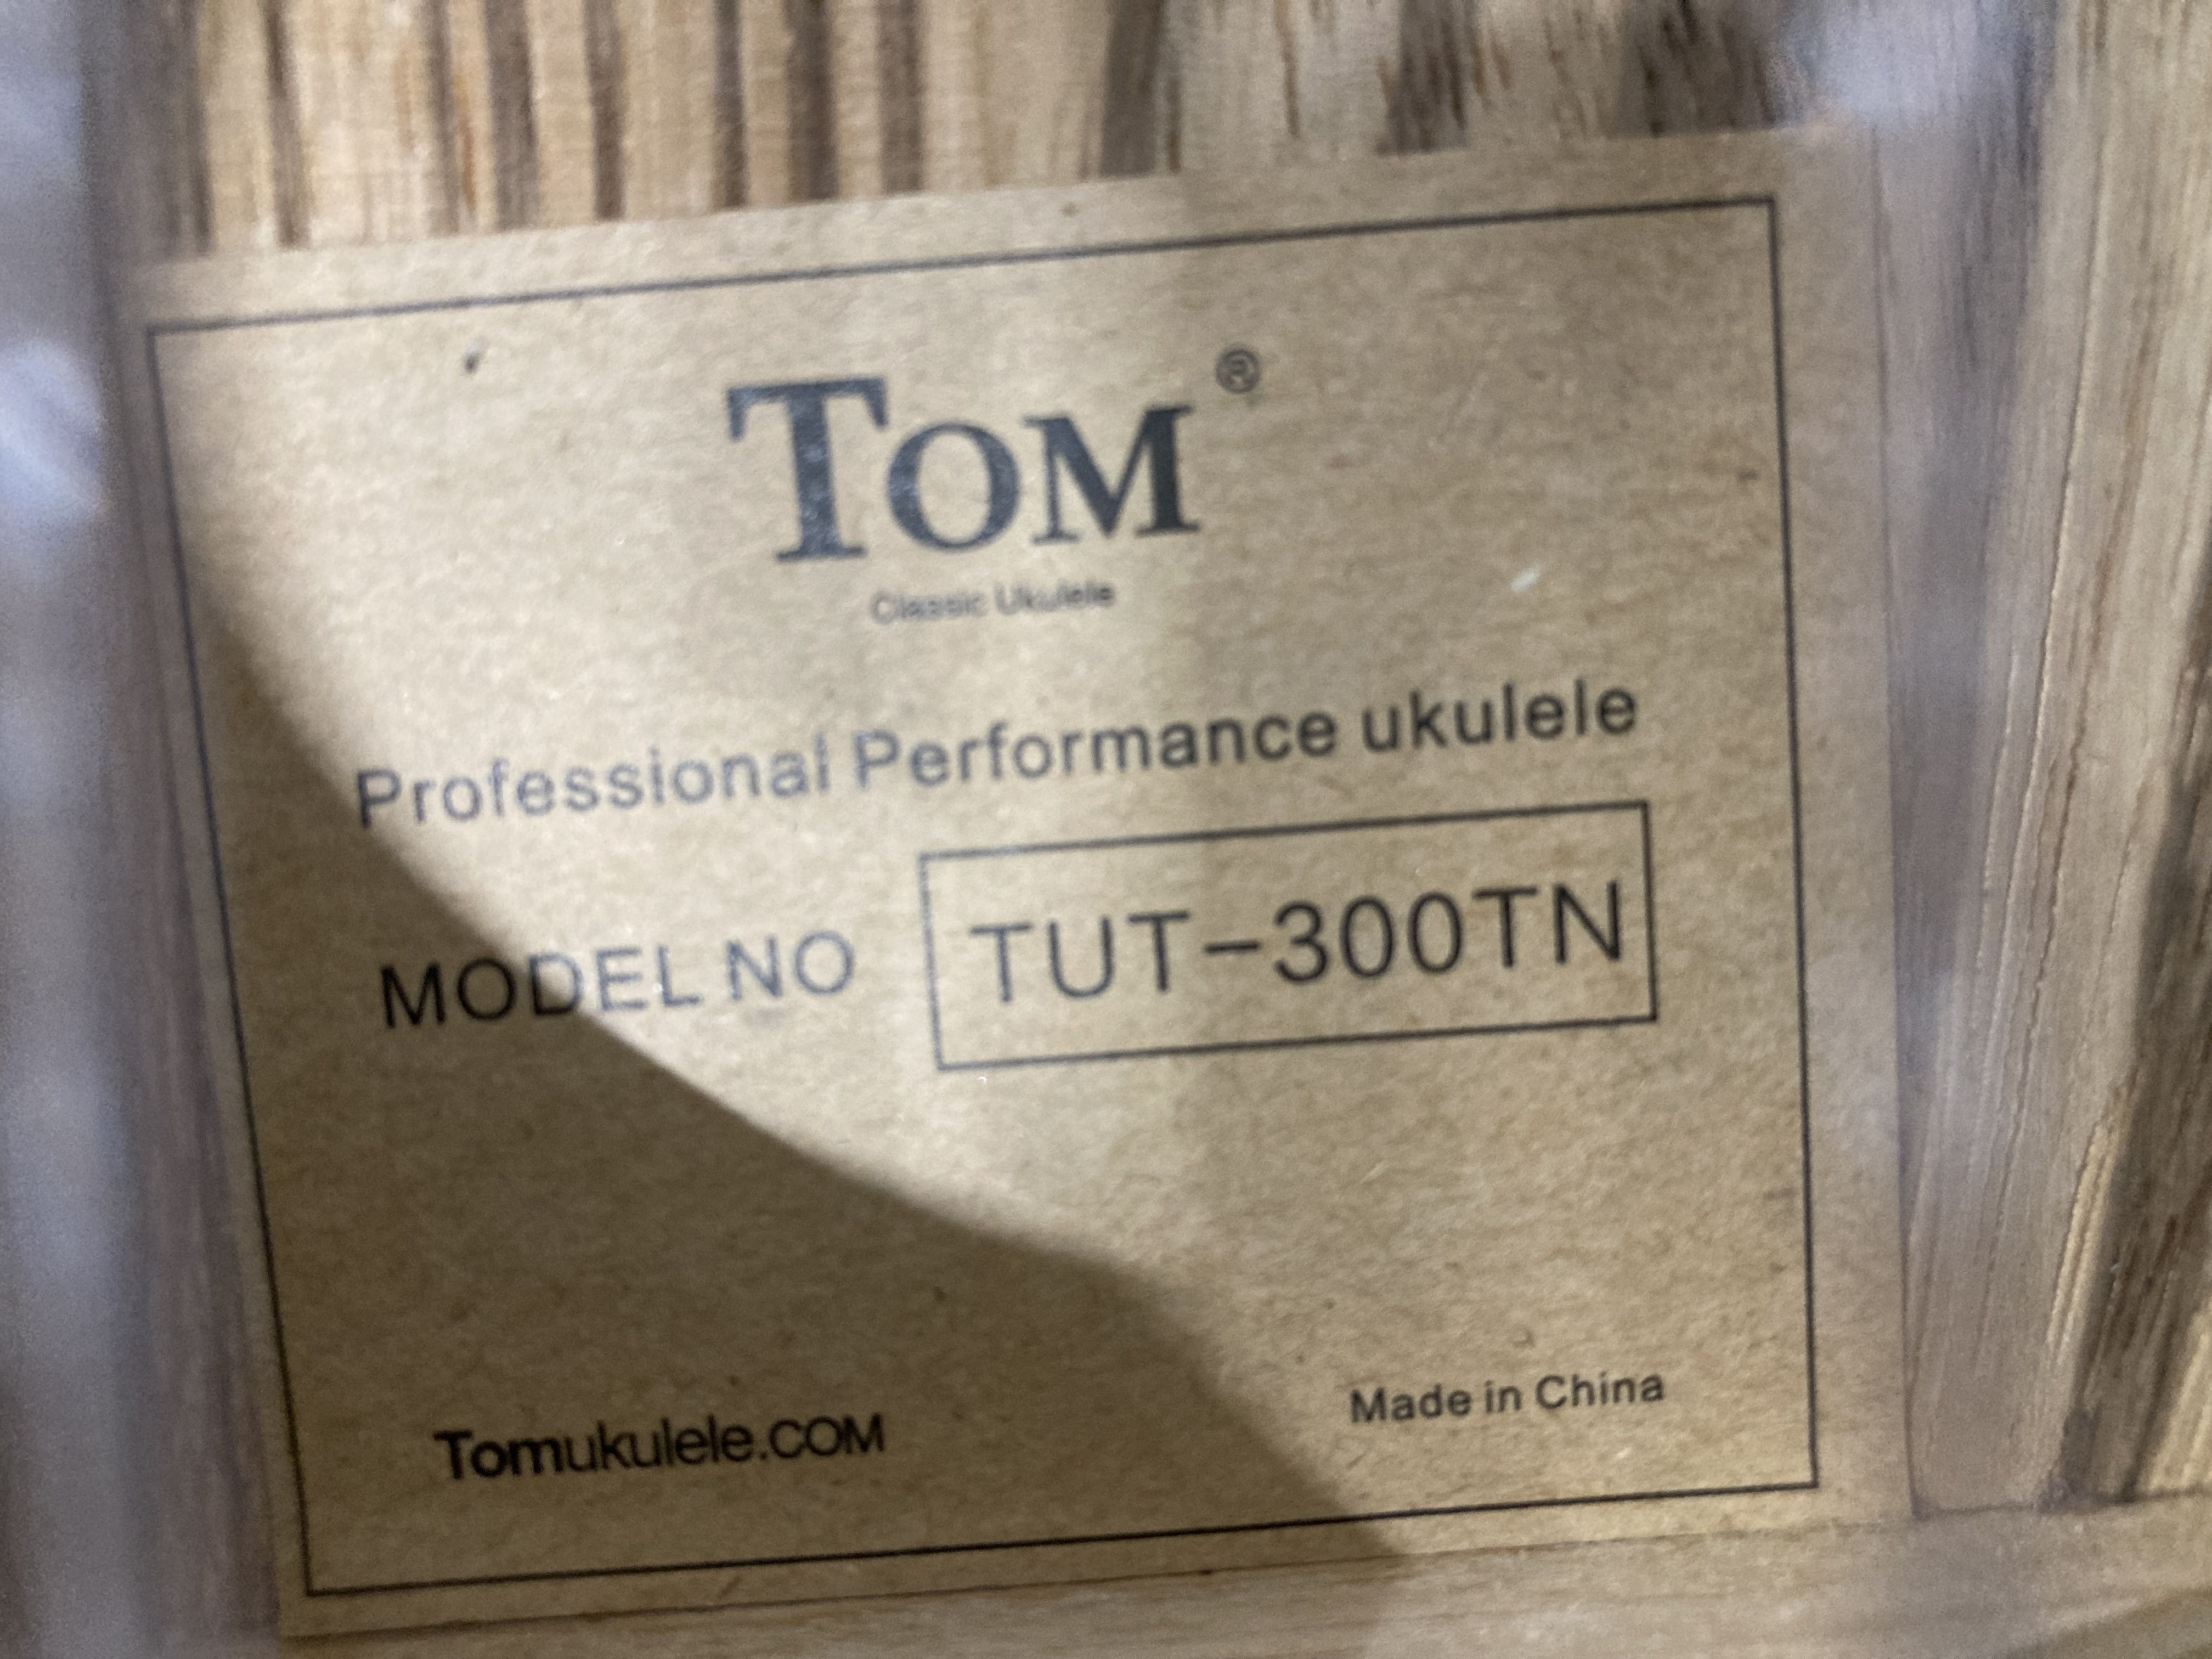 TOM ®
Classic Ukulele
Professional Performance ukulele
MODEL NO TUT-300TN
Tomukulele.COM
Made in China